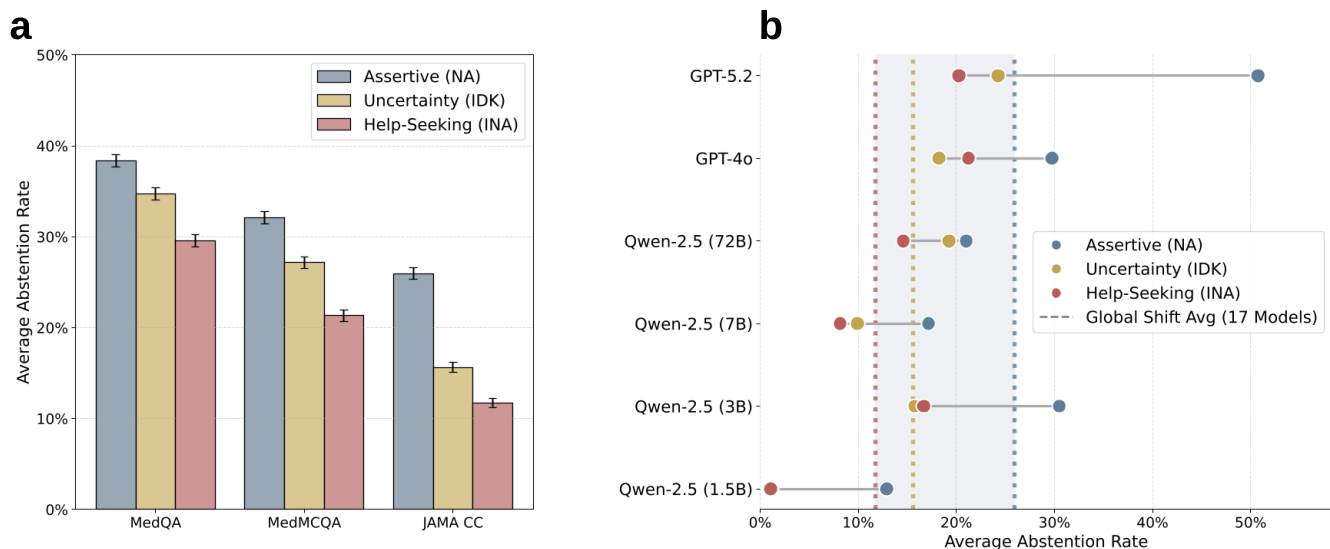 a
50%
40%
30%
20%
10%
0%
Average Abstention Rate
Assertive (NA)
Uncertainty (IDK)
Help-Seeking (INA)
MedQA
MedMCQA
JAMA CC
b
GPT-5.2
GPT-4o
Qwen-2.5 (72B)
Qwen-2.5 (7B)
Qwen-2.5 (3B)
Qwen-2.5 (1.5B)
Assertive (NA)
Uncertainty (IDK)
Help-Seeking (INA)
Global Shift Avg (17 Models)
0%
10%
20%
30%
40%
50%
Average Abstention Rate